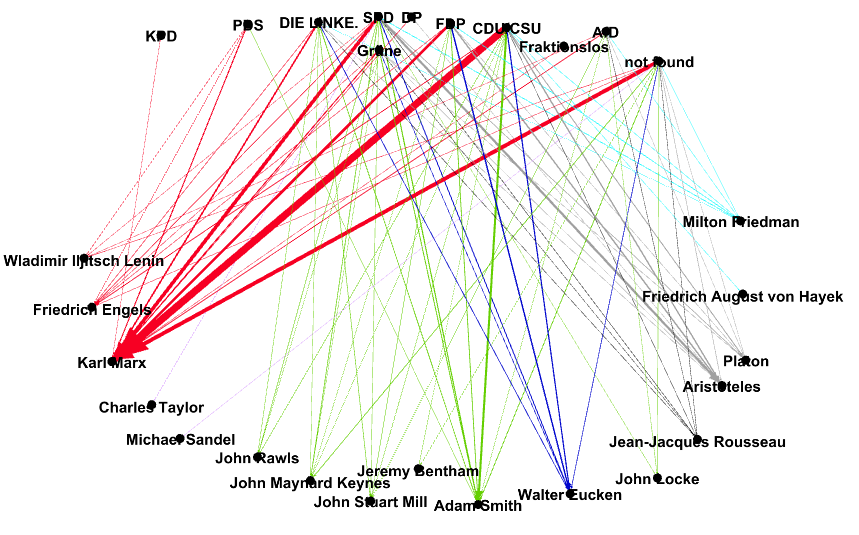 KPD
PDS
DIE LINKE.
SPD
DP
FDP
CDU/CSU
AfD
Grüne
Fraktionslos
not found
Milton Friedman
Wladimir Iljitsch Lenin
Friedrich August von Hayek
Friedrich Engels
Karl Marx
Platon
Aristoteles
Charles Taylor
Michael Sandel
Jean-Jacques Rousseau
John Rawls
Jeremy Bentham
John Locke
John Maynard Keynes
Walter Eucken
John Stuart Mill
Adam Smith